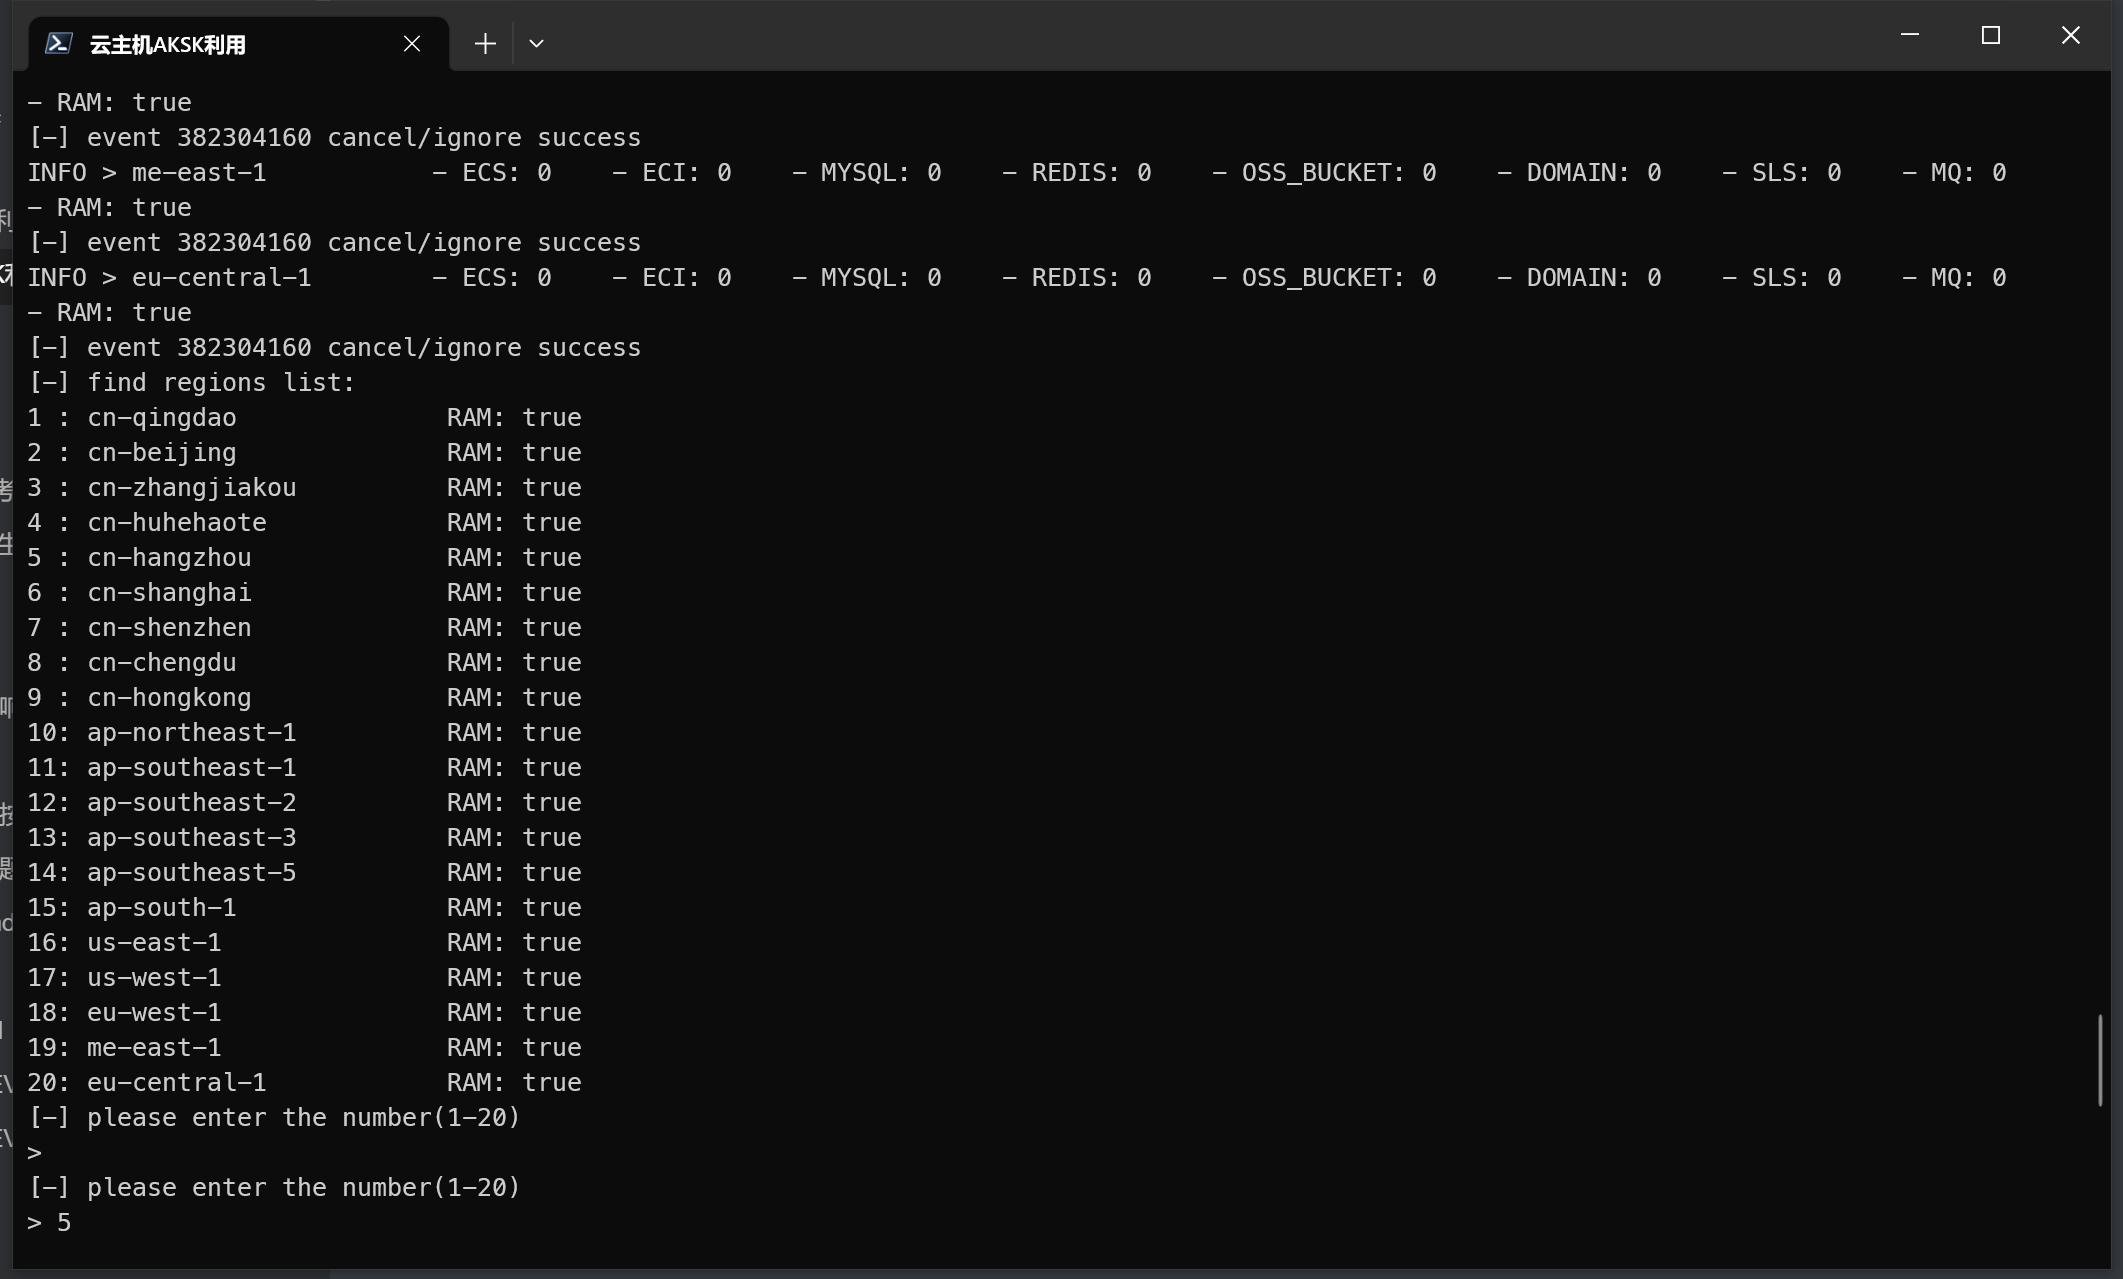 云主机AKSK利用
- RAM: true
[-] event 382304160 cancel/ignore success
INFO > me-east-1 - ECS: 0 - ECI: 0 - MYSQL: 0 - REDIS: 0 - OSS_BUCKET: 0 - DOMAIN: 0 - SLS: 0 - MQ: 0
- RAM: true
[-] event 382304160 cancel/ignore success
INFO > eu-central-1 - ECS: 0 - ECI: 0 - MYSQL: 0 - REDIS: 0 - OSS_BUCKET: 0 - DOMAIN: 0 - SLS: 0 - MQ: 0
- RAM: true
[-] event 382304160 cancel/ignore success
[-] find regions list:
1 : cn-qingdao RAM: true
2 : cn-beijing RAM: true
3 : cn-zhangjiakou RAM: true
4 : cn-huhehaote RAM: true
5 : cn-hangzhou RAM: true
6 : cn-shanghai RAM: true
7 : cn-shenzhen RAM: true
8 : cn-chengdu RAM: true
9 : cn-hongkong RAM: true
10: ap-northeast-1 RAM: true
11: ap-southeast-1 RAM: true
12: ap-southeast-2 RAM: true
13: ap-southeast-3 RAM: true
14: ap-southeast-5 RAM: true
15: ap-south-1 RAM: true
16: us-east-1 RAM: true
17: us-west-1 RAM: true
18: eu-west-1 RAM: true
19: me-east-1 RAM: true
20: eu-central-1 RAM: true
[-] please enter the number(1-20)
>
[-] please enter the number(1-20)
> 5